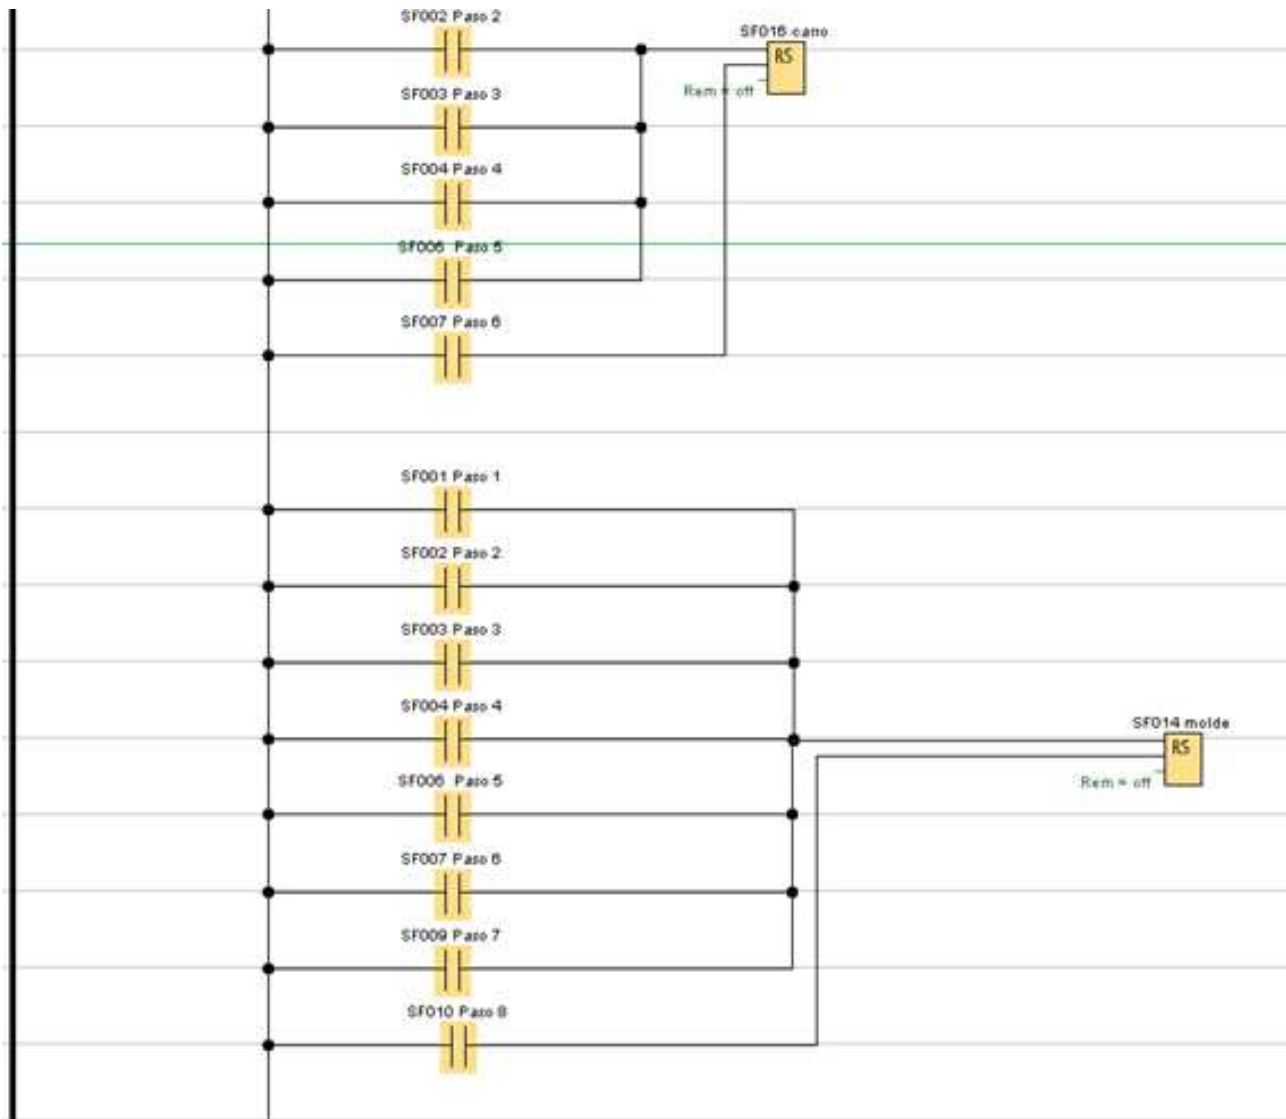 SF002 Paso 2
SF016 cano
RS
Rem = off
SF003 Paso 3
SF004 Paso 4
SF006 Paso 5
SF007 Paso 6
SF001 Paso 1
SF002 Paso 2
SF003 Paso 3
SF004 Paso 4
SF014 molde
RS
Rem = off
SF006 Paso 5
SF007 Paso 6
SF009 Paso 7
SF010 Paso 8